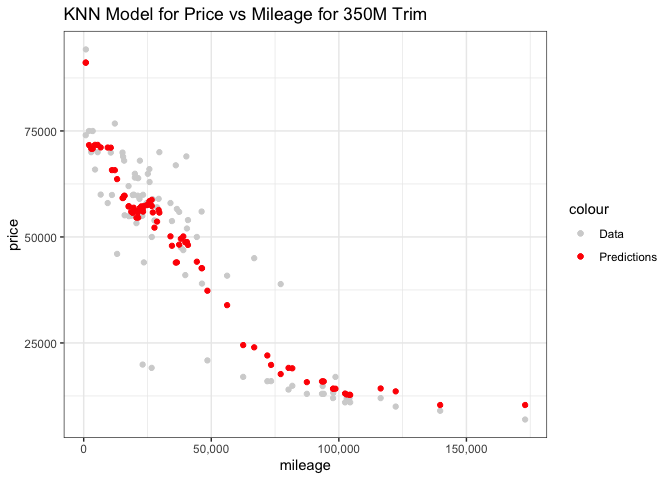 KNN Model for Price vs Mileage for 350M Trim
price
75000
50000
25000
0
50,000
100,000
150,000
mileage
colour
Data
Predictions